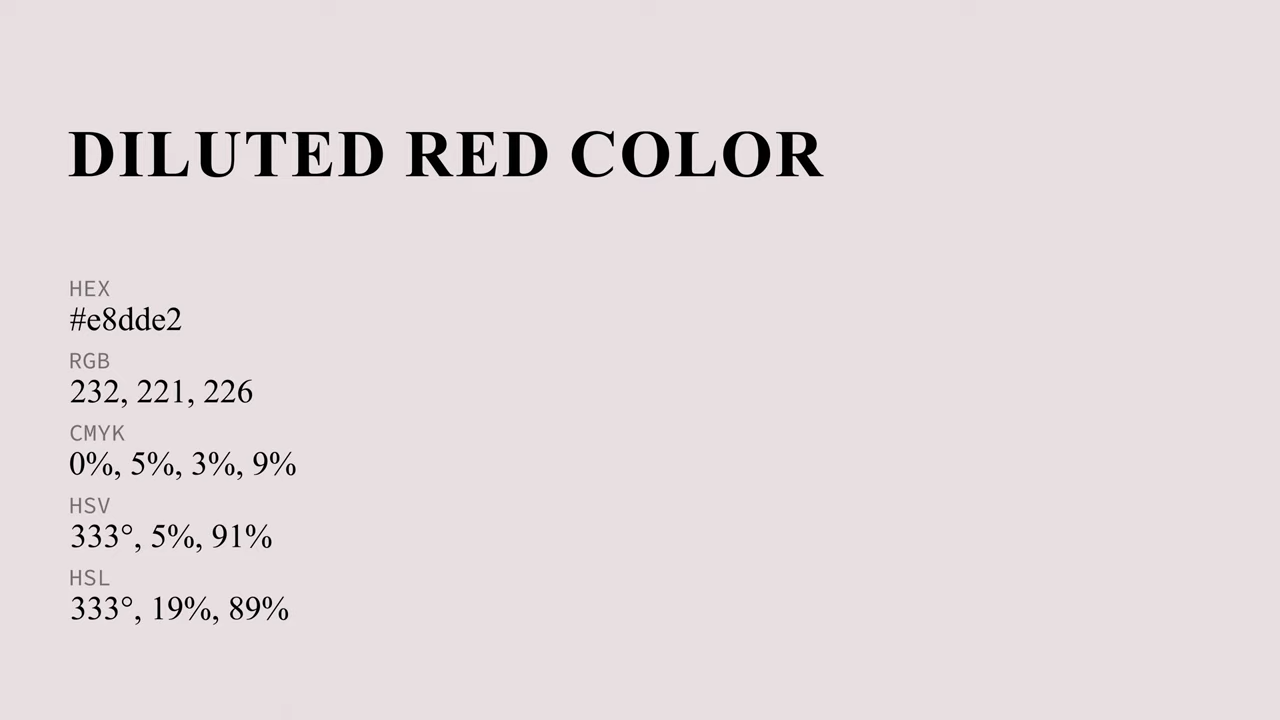 DILUTED RED COLOR
HEX
#e8dde2
RGB
232, 221, 226
CMYK
0%, 5%, 3%, 9%
HSV
333°, 5%, 91%
HSL
333°, 19%, 89%